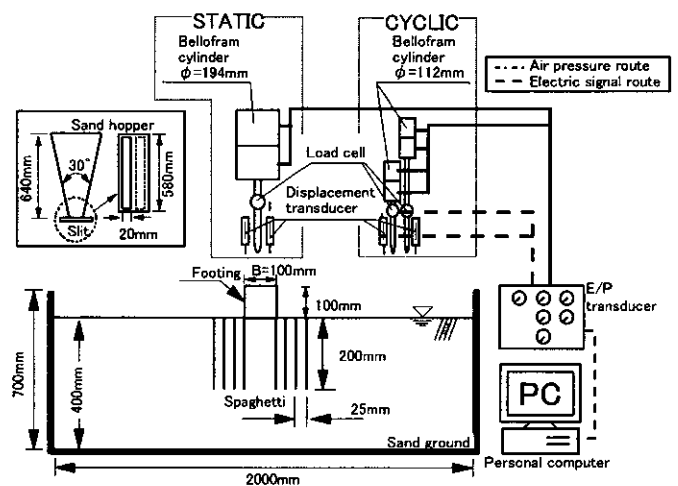 STATIC
Bellofram
cylinder
φ=194mm
CYCLIC
Bellofram
cylinder
φ=112mm
Air pressure route
Electric signal route
Sand hopper
640mm
30°
580mm
Slit
20mm
Load cell
Displacement
transducer
Footing
B=100mm
100mm
E/P
transducer
700mm
400mm
200mm
Spaghetti
25mm
PC
Sand ground
Personal computer
2000mm